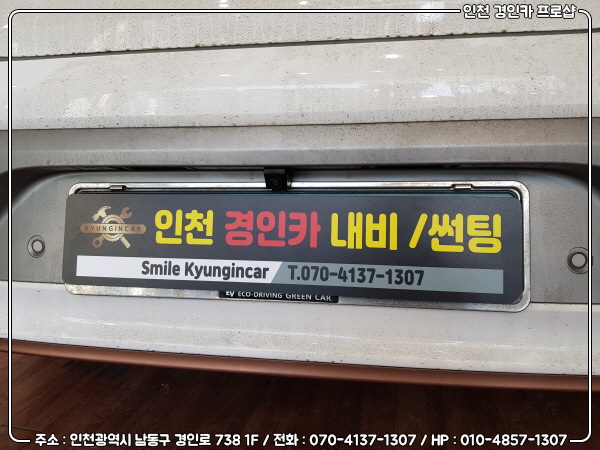 인천 경인카 프로샵
KYUNGINCAR
인천 경인카 내비 /썬팅
Smile Kyungincar T.070-4137-1307
EV ECO-DRIVING GREEN CAR
주소 : 인천광역시 남동구 경인로 738 1F / 전화 : 070-4137-1307 / HP : 010-4857-1307